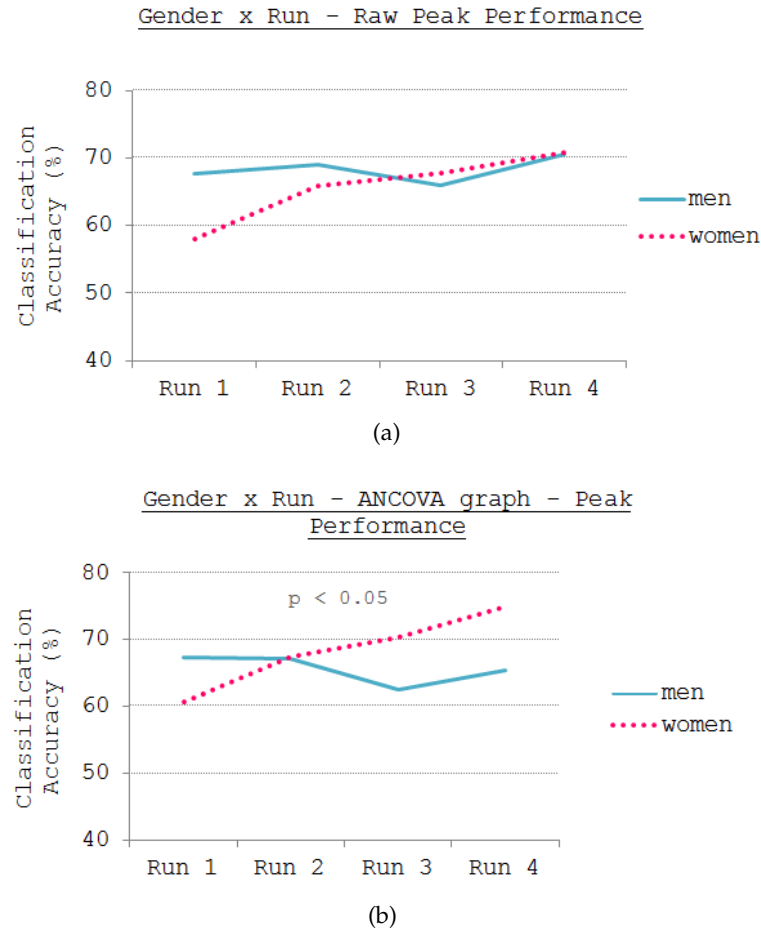 Gender x Run - Raw Peak Performance
80
70
60
50
40
Classification
Accuracy (%)
Run 1 Run 2 Run 3 Run 4
men
women
(a)
Gender x Run - ANCOVA graph - Peak
Performance
80
70
60
50
40
Classification
Accuracy (%)
p < 0.05
Run 1 Run 2 Run 3 Run 4
men
women
(b)